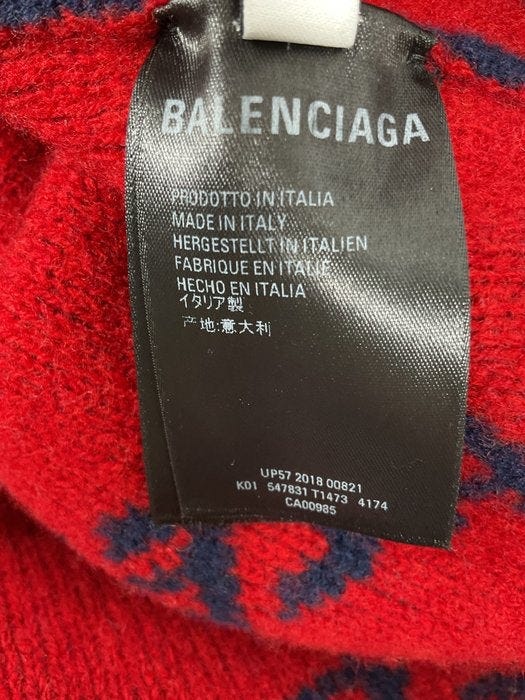 BALENCIAGA
PRODOTTO IN ITALIA
MADE IN ITALY
HERGESTELLT IN ITALIEN
FABRIQUE EN ITALIE
HECHO EN ITALIA
イタリア製
产地:意大利
UP57 2018 00821
KD1 547831 T1473 4174
CA00985